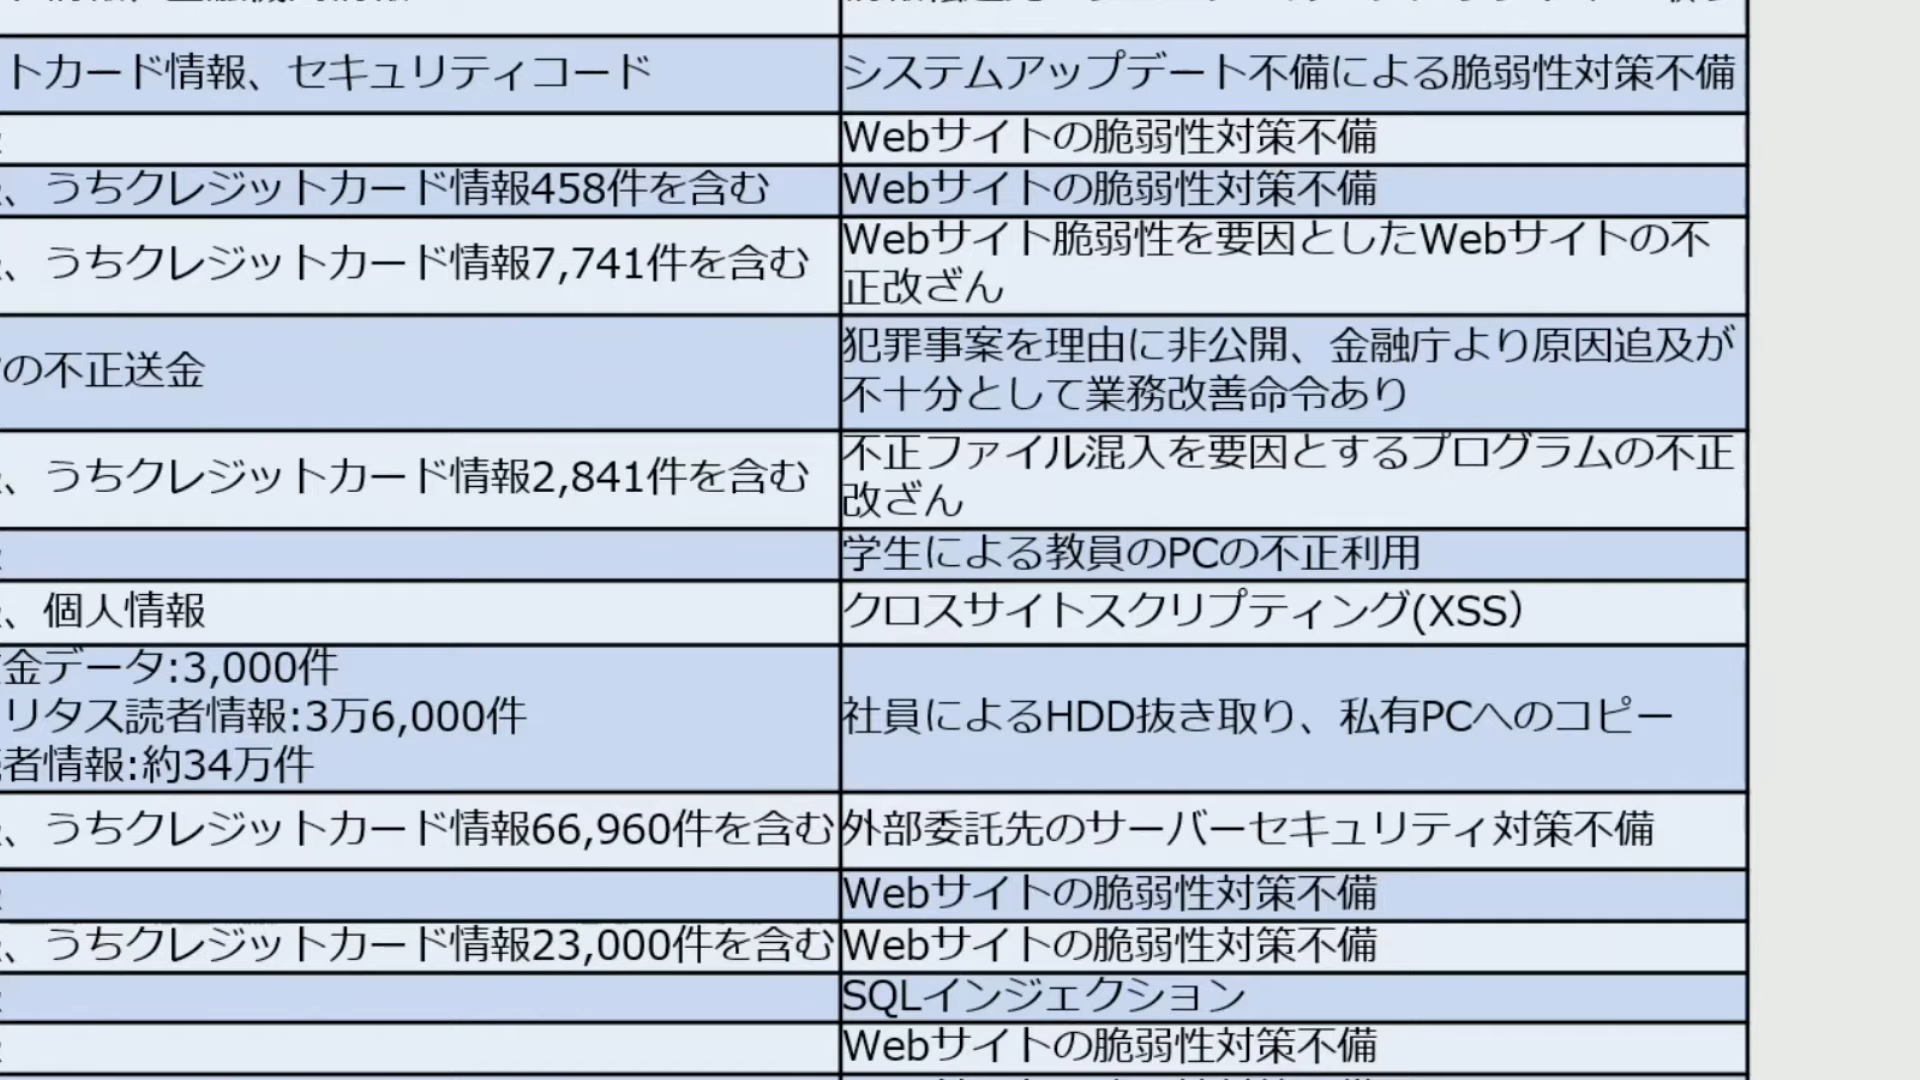 トカード情報、セキュリティコード
システムアップデート不備による脆弱性対策不備
Webサイトの脆弱性対策不備
、うちクレジットカード情報458件を含む
Webサイトの脆弱性対策不備
、うちクレジットカード情報7,741件を含む
Webサイト脆弱性を要因としたWebサイトの不
正改ざん
の不正送金
犯罪事案を理由に非公開、金融庁より原因追及が
不十分として業務改善命令あり
、うちクレジットカード情報2,841件を含む
不正ファイル混入を要因とするプログラムの不正
改ざん
学生による教員のPCの不正利用
、個人情報
クロスサイトスクリプティング(XSS）
金データ:3,000件
リタス読者情報:3万6,000件
者情報:約34万件
社員によるHDD抜き取り、私有PCへのコピー
、うちクレジットカード情報66,960件を含む
外部委託先のサーバーセキュリティ対策不備
Webサイトの脆弱性対策不備
、うちクレジットカード情報23,000件を含む
Webサイトの脆弱性対策不備
SQLインジェクション
Webサイトの脆弱性対策不備